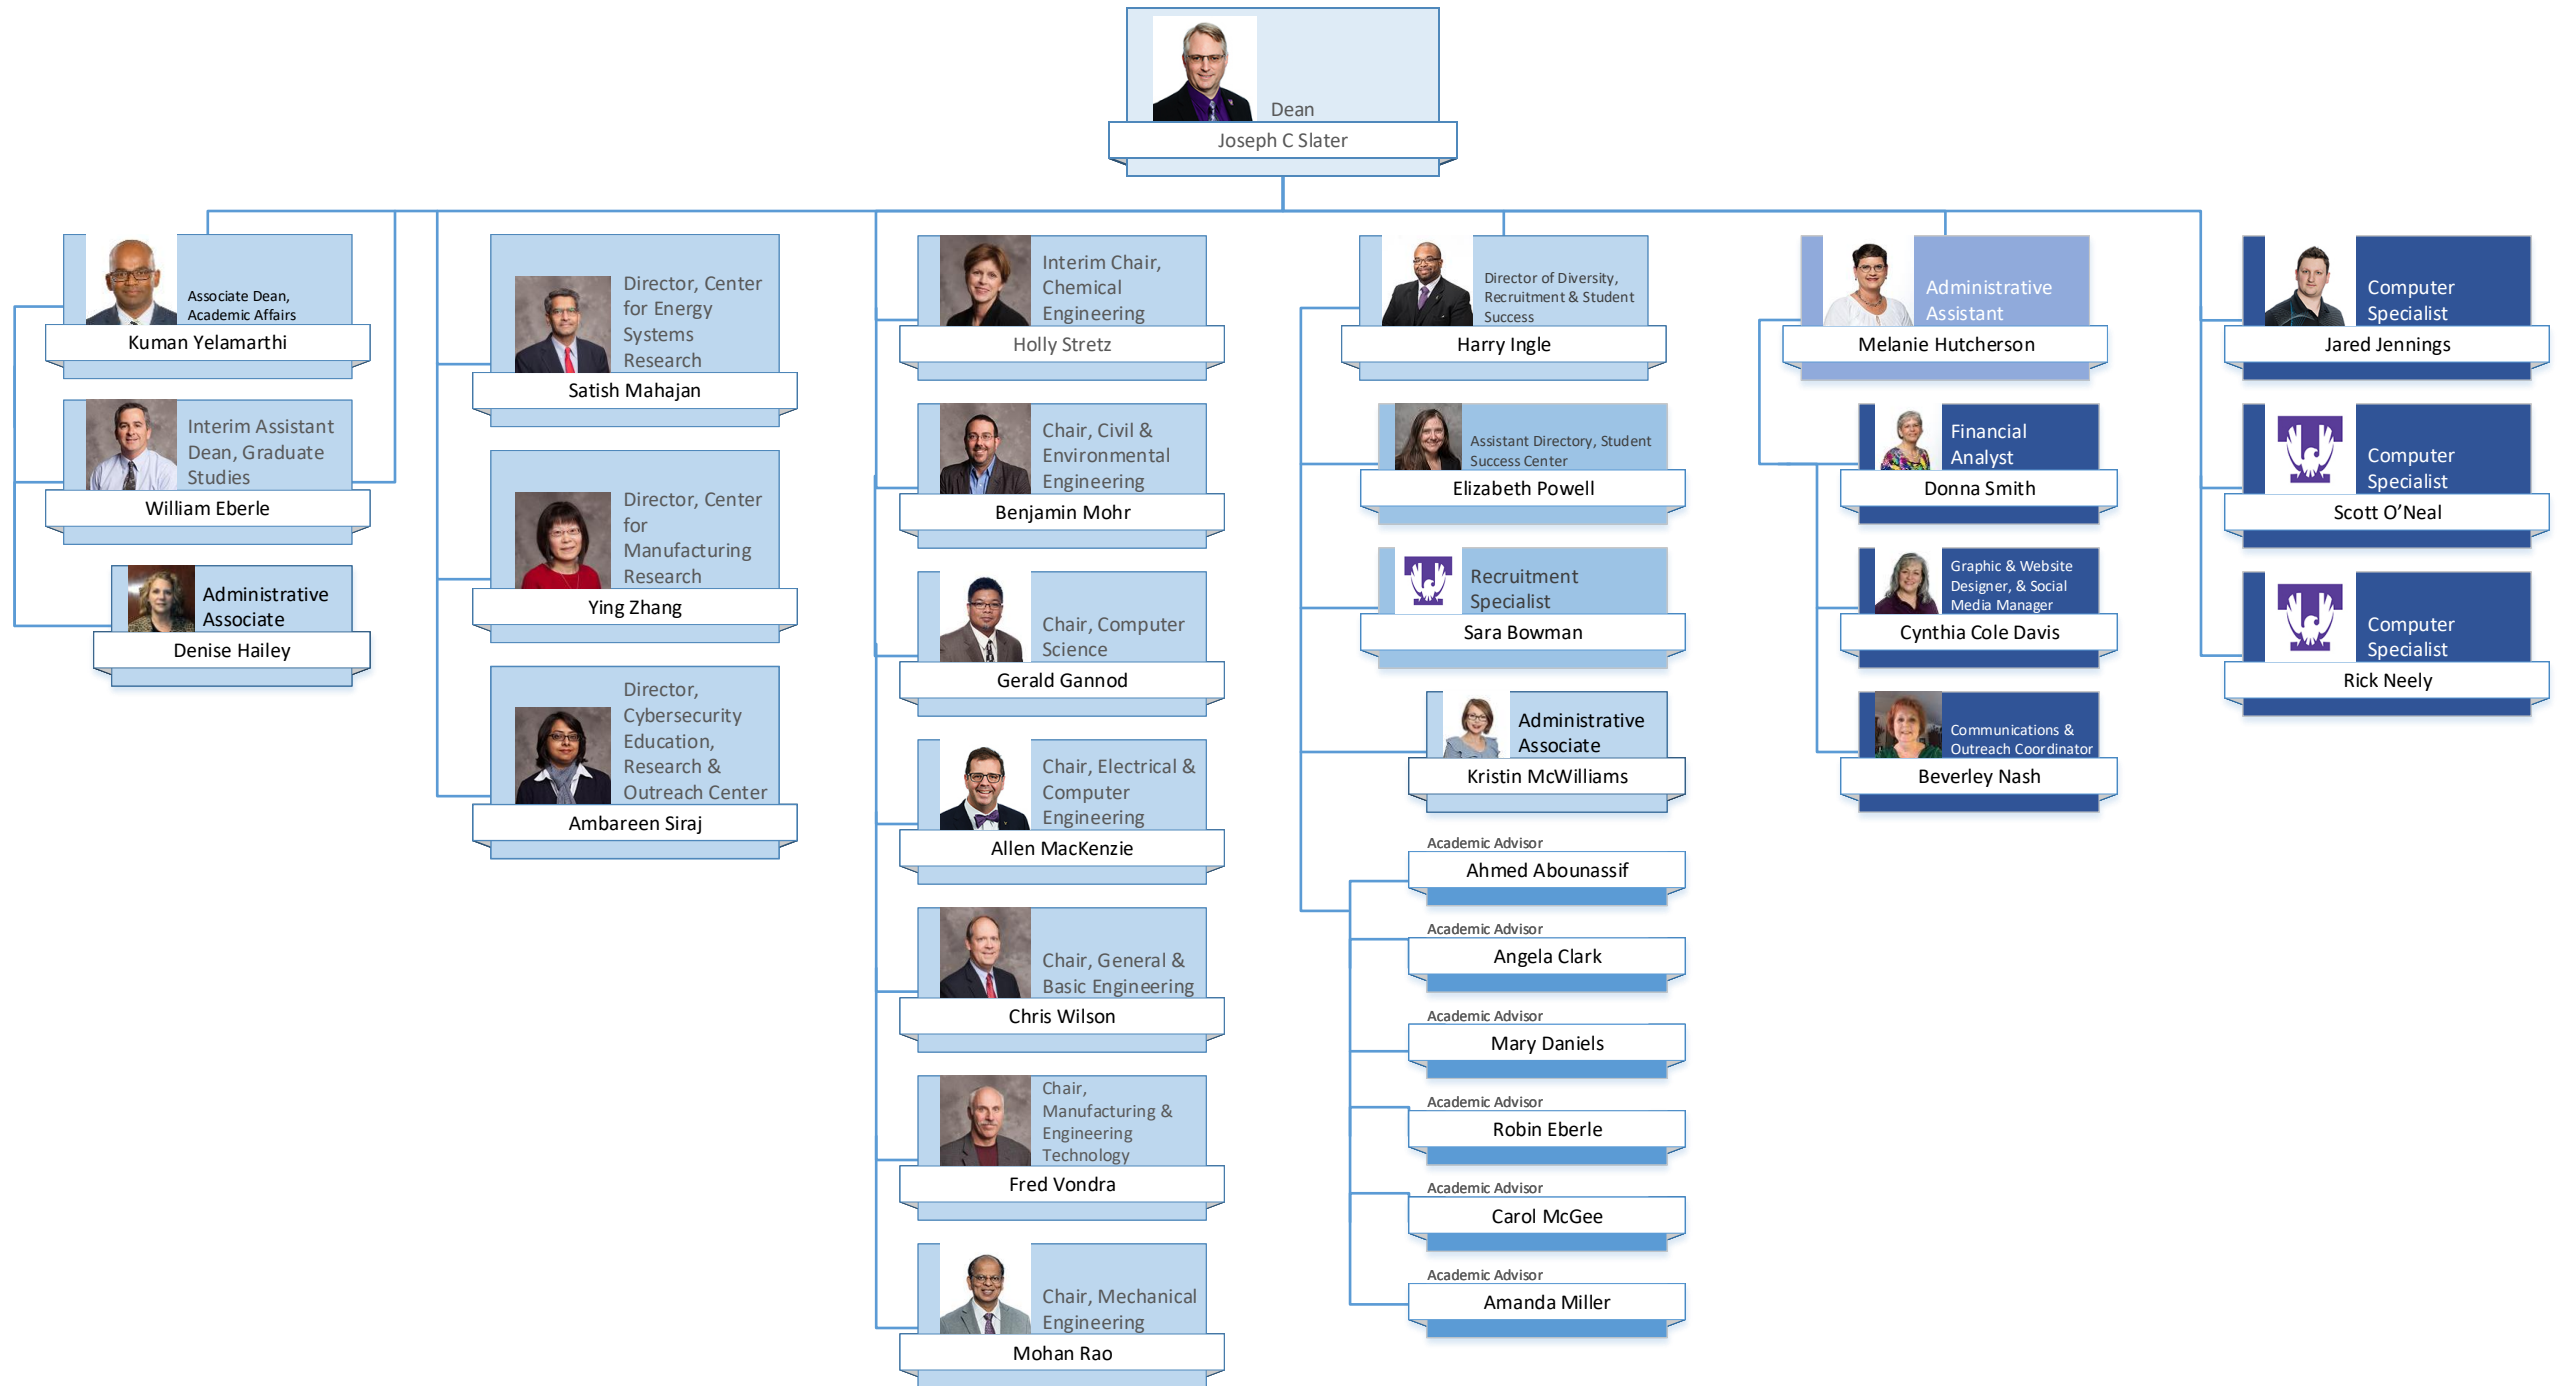 Dean
Joseph C Slater
Associate Dean,
Academic Affairs
Kuman Yelamarthi
Interim Assistant
Dean, Graduate
Studies
William Eberle
Administrative
Associate
Denise Hailey
Director, Center
for Energy
Systems
Research
Satish Mahajan
Director, Center
for
Manufacturing
Research
Ying Zhang
Director,
Cybersecurity
Education,
Research &
Outreach Center
Ambareen Siraj
Interim Chair,
Chemical
Engineering
Holly Stretz
Chair, Civil &
Environmental
Engineering
Benjamin Mohr
Chair, Computer
Science
Gerald Gannod
Chair, Electrical &
Computer
Engineering
Allen MacKenzie
Chair, General &
Basic Engineering
Chris Wilson
Chair,
Manufacturing &
Engineering
Technology
Fred Vondra
Chair, Mechanical
Engineering
Mohan Rao
Director of Diversity,
Recruitment & Student
Success
Harry Ingle
Assistant Directory, Student
Success Center
Elizabeth Powell
Recruitment
Specialist
Sara Bowman
Administrative
Associate
Kristin McWilliams
Academic Advisor
Ahmed Abounassif
Academic Advisor
Angela Clark
Academic Advisor
Mary Daniels
Academic Advisor
Robin Eberle
Academic Advisor
Carol McGee
Academic Advisor
Amanda Miller
Administrative
Assistant
Melanie Hutcherson
Financial
Analyst
Donna Smith
Graphic & Website
Designer, & Social
Media Manager
Cynthia Cole Davis
Communications &
Outreach Coordinator
Beverley Nash
Computer
Specialist
Jared Jennings
Computer
Specialist
Scott O’Neal
Computer
Specialist
Rick Neely